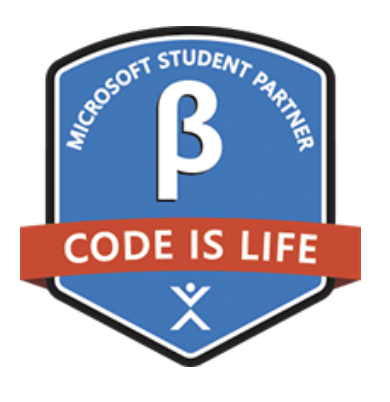 MICROSOFT STUDENT PARTNER
β
CODE IS LIFE